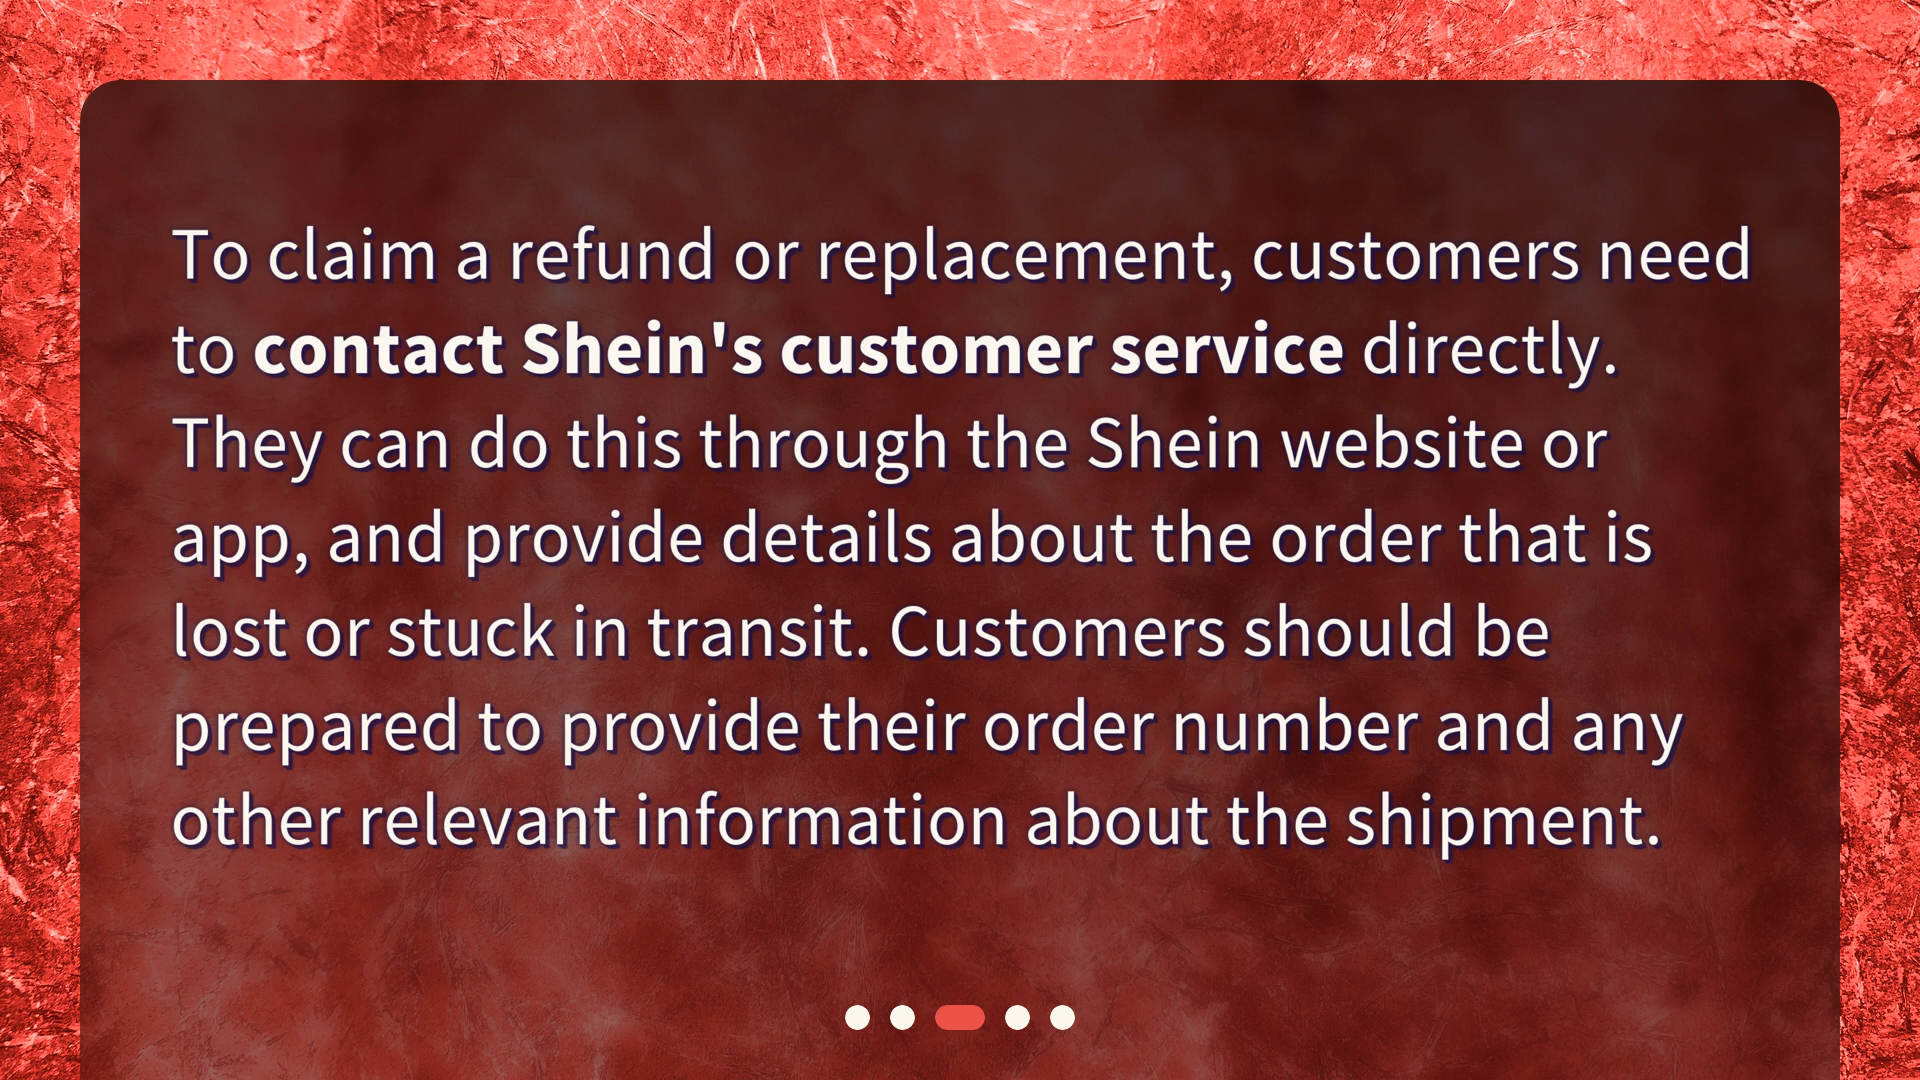 To claim a refund or replacement, customers need
to contact Shein's customer service directly.
They can do this through the Shein website or
app, and provide details about the order that is
lost or stuck in transit. Customers should be
prepared to provide their order number and any
other relevant information about the shipment.